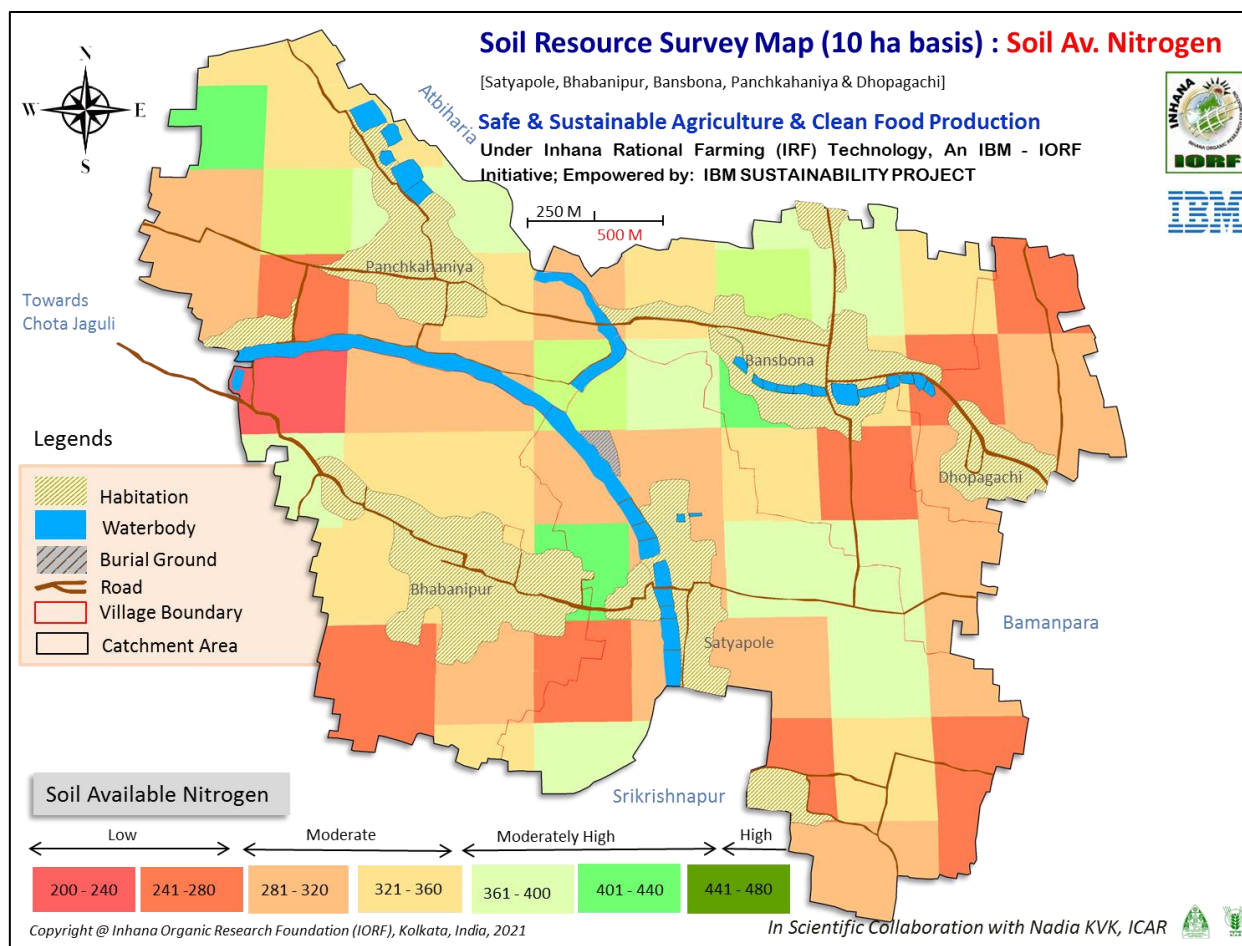 Soil Resource Survey Map (10 ha basis) : Soil Av. Nitrogen
[Satyapole, Bhabanipur, Bansbona, Panchkahaniya & Dhopagachi]
Safe & Sustainable Agriculture & Clean Food Production
Under Inhana Rational Farming (IRF) Technology, An IBM - IORF
Initiative; Empowered by: IBM SUSTAINABILITY PROJECT
N
W
E
S
INHANA
IORF
IBM
Atbiharia
250 M
500 M
Panchkahaniya
Towards
Chota Jaguli
Bansbona
Dhopagachi
Bhabanipur
Satyapole
Bamanpara
Srikrishnapur
Legends
Habitation
Waterbody
Burial Ground
Road
Village Boundary
Catchment Area
Soil Available Nitrogen
Low
Moderate
Moderately High
High
200 - 240
241 -280
281 - 320
321 - 360
361 - 400
401 - 440
441 - 480
Copyright @ Inhana Organic Research Foundation (IORF), Kolkata, India, 2021
In Scientific Collaboration with Nadia KVK, ICAR